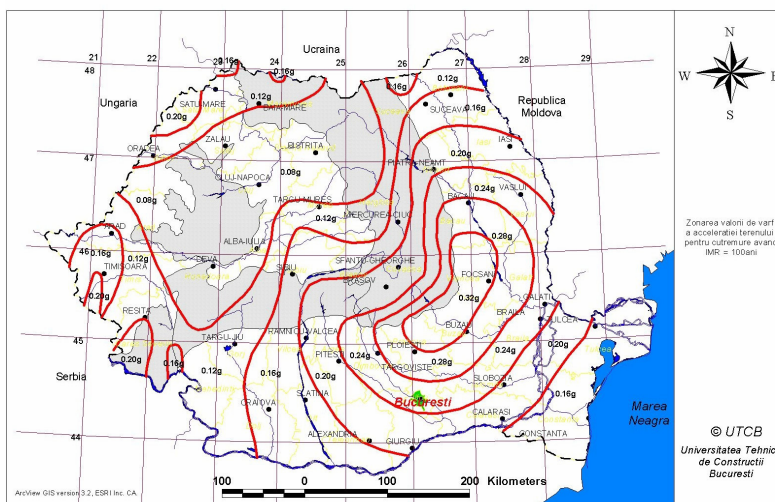 Ucraina
21 22 23 24 25 26 27 28 29
48
0.16g
0.16g
0.16g
0.12g
0.12g
0.16g
Ungaria
Republica
Moldova
SATU MARE
BAIA MARE
SUCEAVA
0.20g
IASI
ZALAU
ORADEA
BISTRITA
0.20g
47
PIATRA-NEAMT
CLUJ-NAPOCA
0.08g
0.24g
VASLUI
0.08g
BACAU
TARGU-MURES
0.12g
MIERCUREA-CIUC
ARAD
0.28g
ALBA-IULIA
46
0.16g
0.12g
DEVA
SFANTU-GHEORGHE
TIMISOARA
SIBIU
FOCSANI
BRASOV
0.20g
0.32g
GALATI
RESITA
BRAILA
TULCEA
BUZAU
45
TARGU-JIU
RAMNICU-VALCEA
0.20g
PLOIESTI
0.24g
0.20g
0.16g
PITESTI
0.24g
0.28g
TARGOVISTE
Serbia
0.12g
0.16g
0.20g
SLOBOZIA
0.16g
SLATINA
Bucuresti
CRAIOVA
CALARASI
Marea
Neagra
44
ALEXANDRIA
GIURGIU
CONSTANTA
100 0 100 200 Kilometers
ArcView GIS version 3.2, ESRI Inc. CA.
N
W E
S
Zonarea valorii de varf
a acceleratiei terenului
pentru cutremure avand
IMR = 100ani
© UTCB
Universitatea Tehnic
de Constructii
Bucuresti